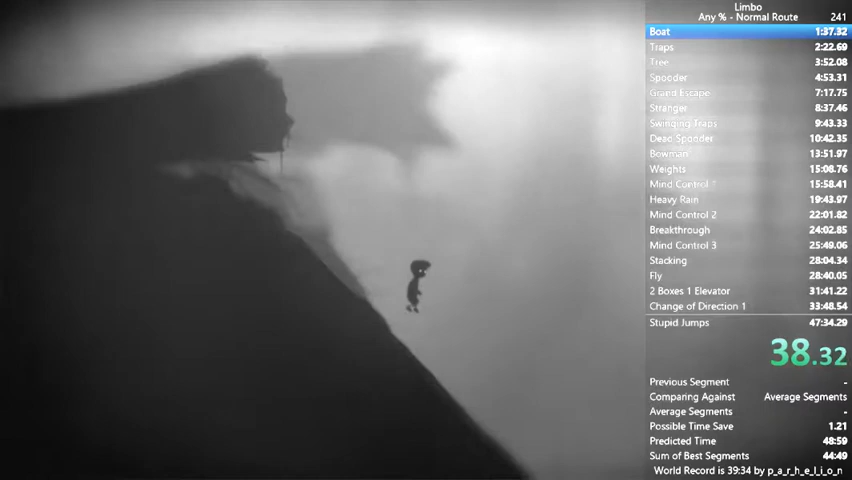 Limbo
Any % - Normal Route 241
Boat 1:37.32
Traps 2:22.69
Tree 3:52.08
Spooder 4:53.31
Grand Escape 7:17.75
Stranger 8:37.46
Swinging Traps 9:43.33
Dead Spooder 10:42.35
Bowman 13:51.97
Weights 15:08.76
Mind Control 1 15:58.41
Heavy Rain 19:43.97
Mind Control 2 22:01.82
Breakthrough 24:02.85
Mind Control 3 25:49.06
Stacking 28:04.34
Fly 28:40.05
2 Boxes 1 Elevator 31:41.22
Change of Direction 1 33:48.54
Stupid Jumps 47:34.29
38.32
Previous Segment -
Comparing Against Average Segments
Average Segments -
Possible Time Save 1.21
Predicted Time 48:59
Sum of Best Segments 44:49
World Record is 39:34 by p_a_r_h_e_l_i_o_n